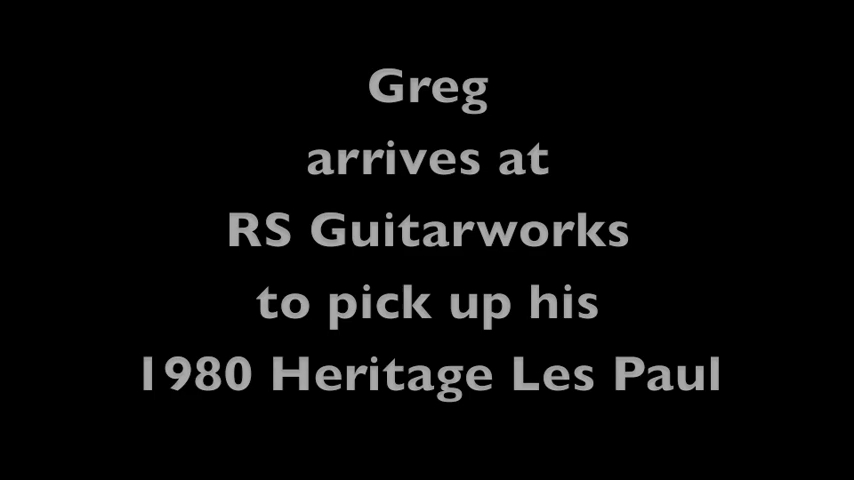 Greg
arrives at
RS Guitarworks
to pick up his
1980 Heritage Les Paul